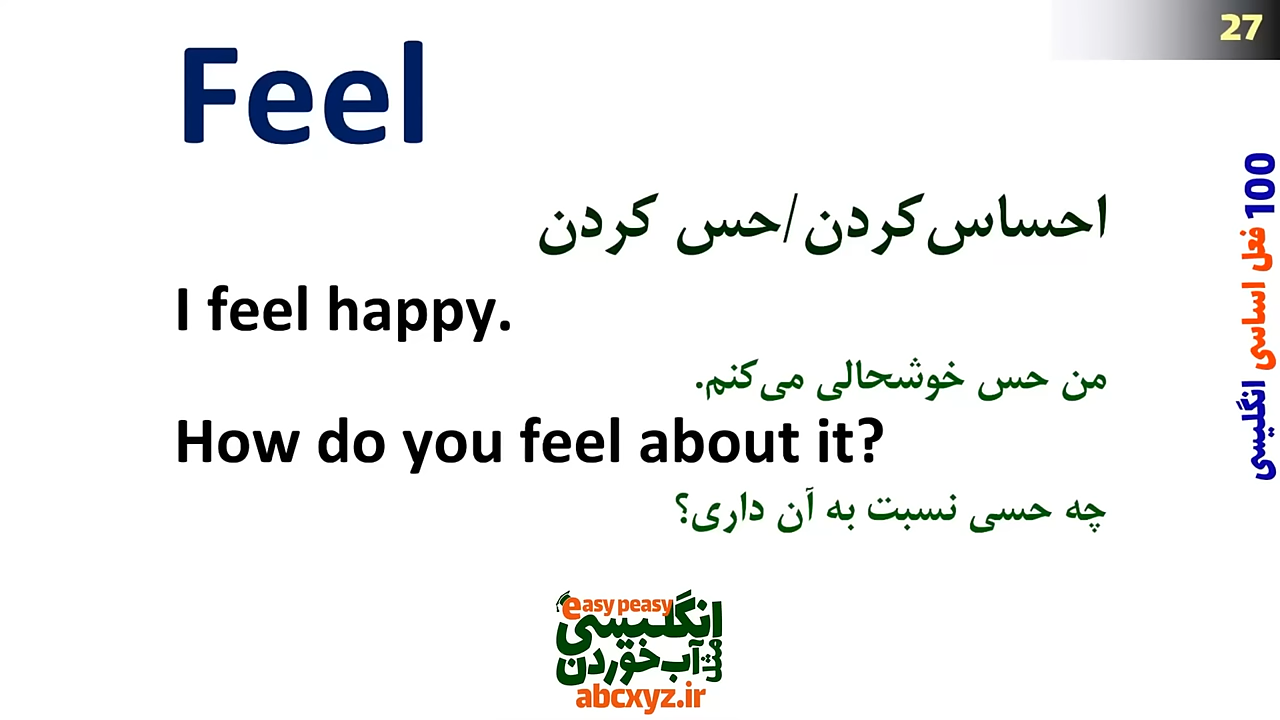 27
Feel
احساس‌کردن/حس کردن
I feel happy.
من حس خوشحالی می‌کنم.
How do you feel about it?
چه حسی نسبت به آن داری؟
100 فعل اساسی انگلیسی
easy peasy
انگلیسی
مثل آب‌خوردن
abcxyz.ir